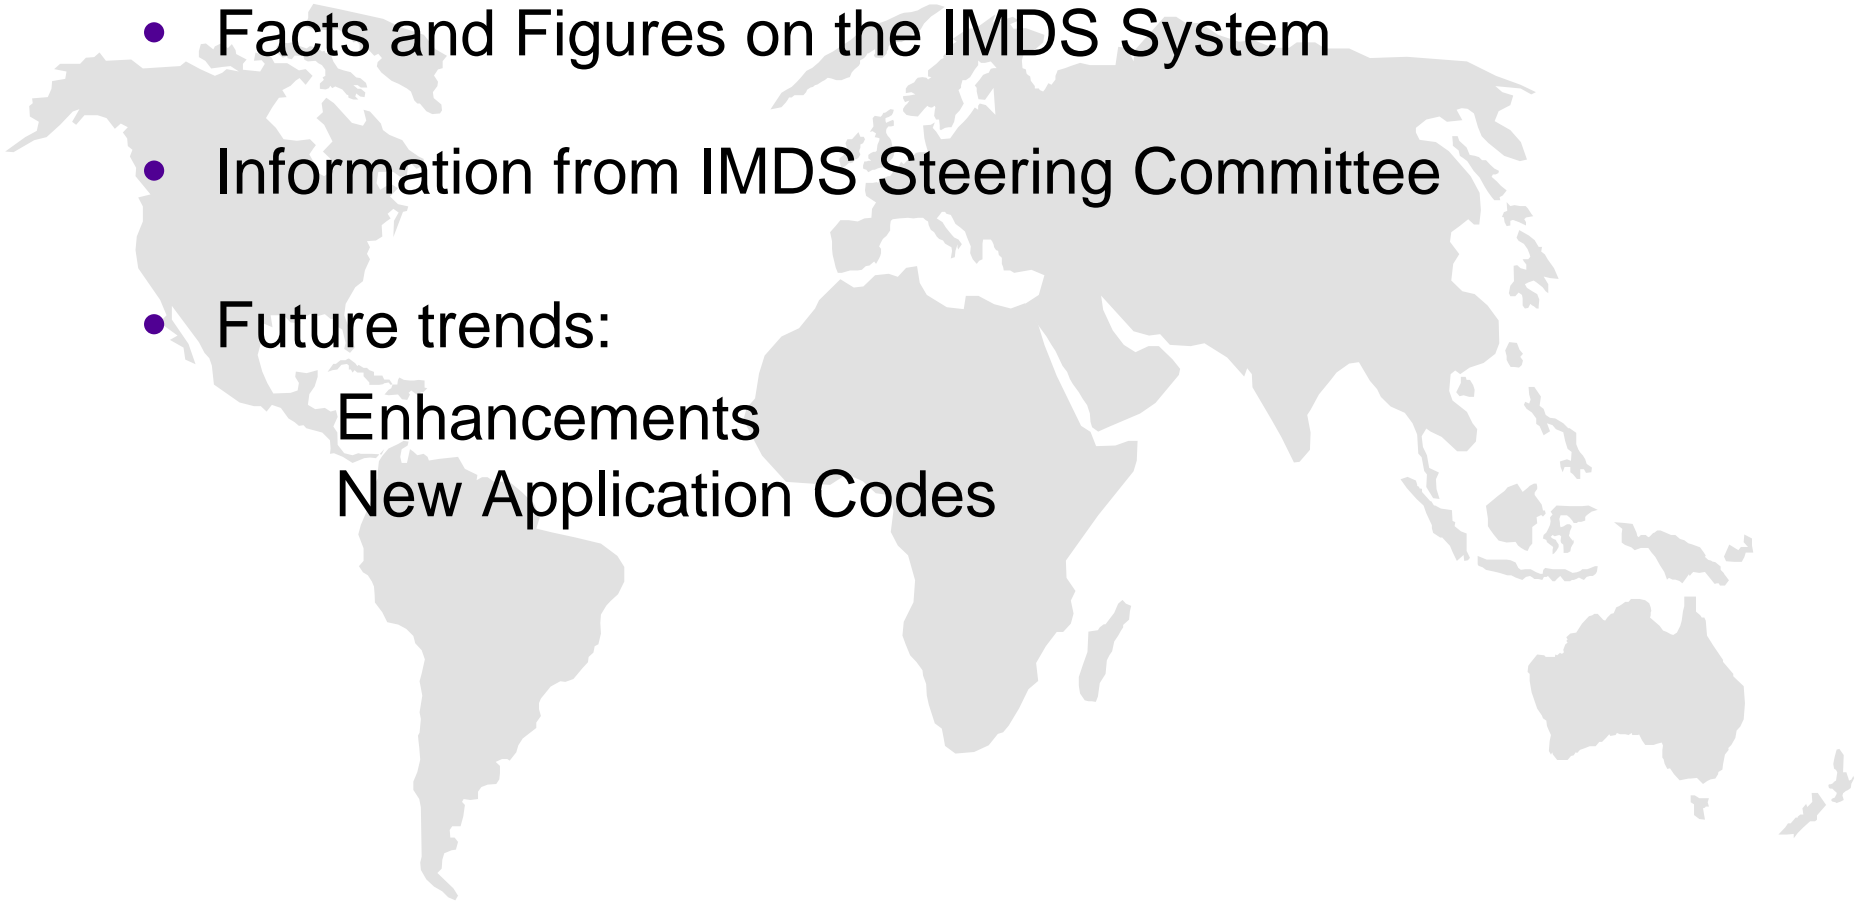 • Facts and Figures on the IMDS System
• Information from IMDS Steering Committee
• Future trends:
Enhancements
New Application Codes